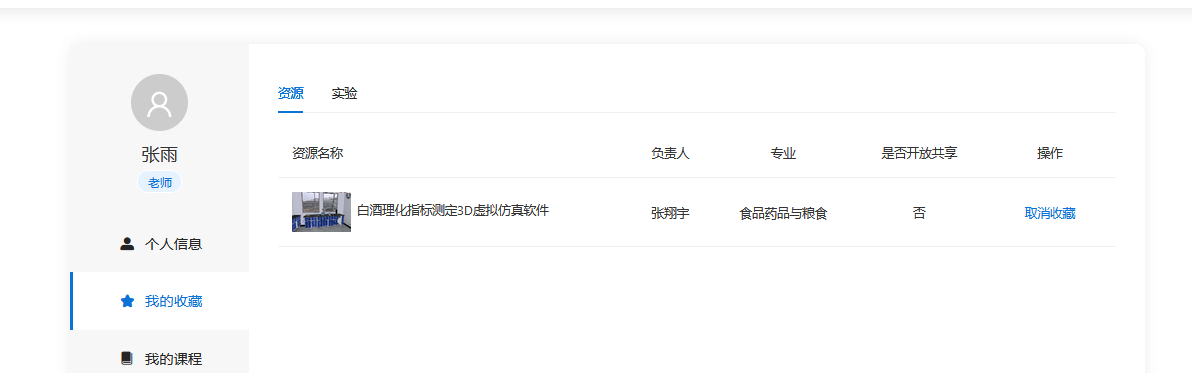 张雨
老师
个人信息
我的收藏
我的课程
资源 实验
资源名称 负责人 专业 是否开放共享 操作
白酒理化指标测定3D虚拟仿真软件 张翔宇 食品药品与粮食 否 取消收藏